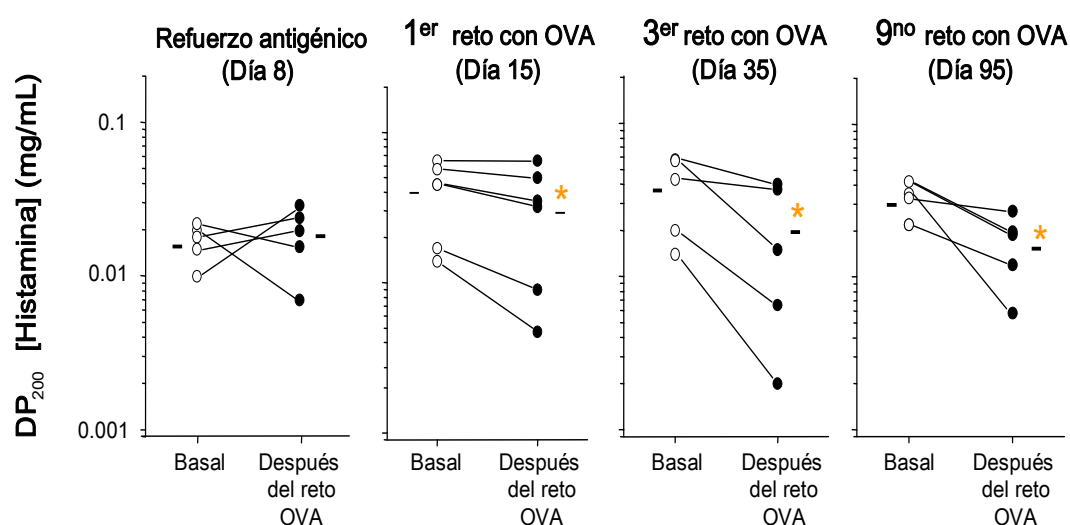 Refuerzo antigénico
(Día 8)
1er reto con OVA
(Día 15)
3er reto con OVA
(Día 35)
9no reto con OVA
(Día 95)
DP200 [Histamina] (mg/mL)
0.1
0.01
0.001
*
*
*
Basal
Después
del reto
OVA
Basal
Después
del reto
OVA
Basal
Después
del reto
OVA
Basal
Después
del reto
OVA